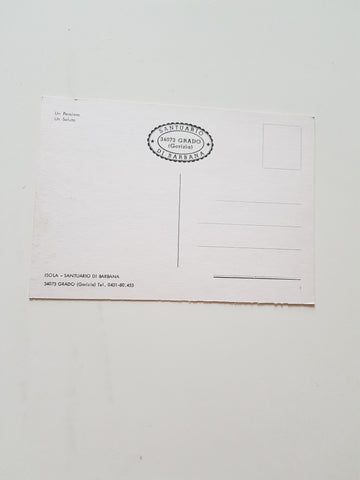 Un Pensiero
Un Saluto
SANTUARIO
34073 GRADO
(Gorizia)
DI BARBANA
ISOLA - SANTUARIO DI BARBANA
34073 GRADO (Gorizia) Tel. 0431-80.453